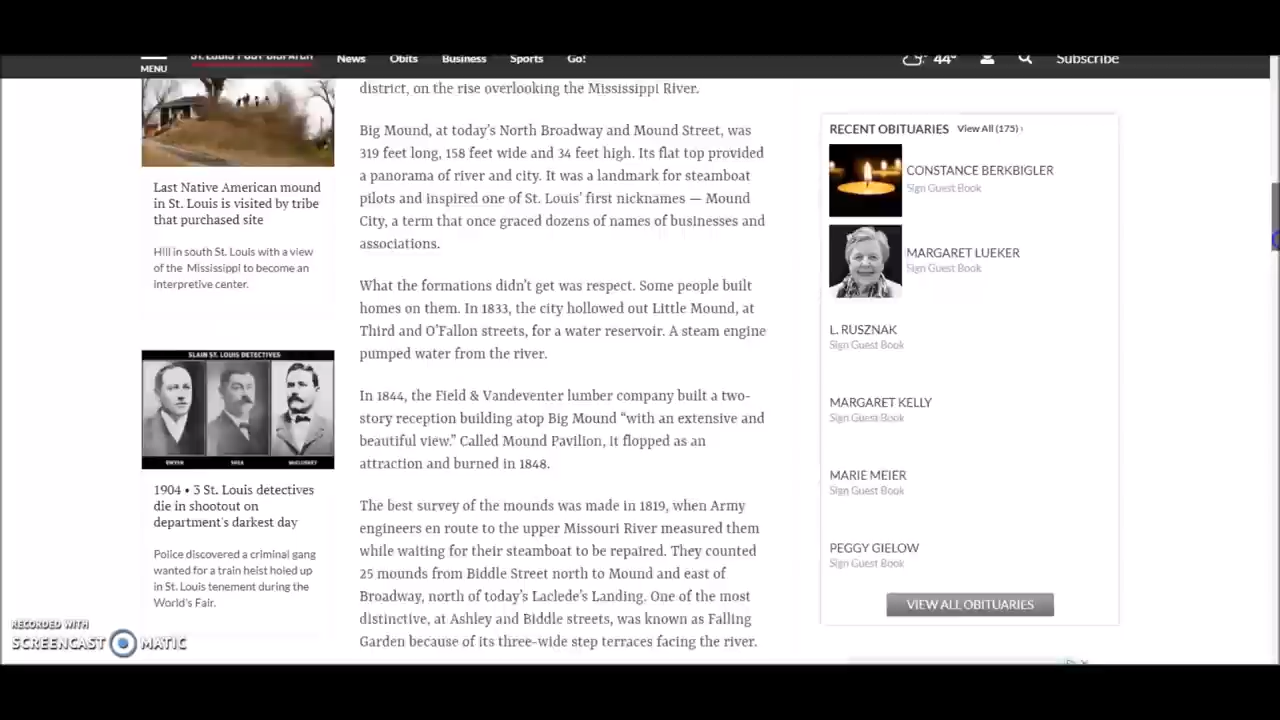 MENU
ST. LOUIS POST-DISPATCH
News
Obits
Business
Sports
Go!
44°
Subscribe
Last Native American mound
in St. Louis is visited by tribe
that purchased site
Hill in south St. Louis with a view
of the Mississippi to become an
interpretive center.
SLAIN ST. LOUIS DETECTIVES
DWYER
SHEA
McCLUSKEY
1904 • 3 St. Louis detectives
die in shootout on
department's darkest day
Police discovered a criminal gang
wanted for a train heist holed up
in St. Louis tenement during the
World's Fair.
RECORDED WITH
SCREENCAST MATIC
district, on the rise overlooking the Mississippi River.
Big Mound, at today's North Broadway and Mound Street, was
319 feet long, 158 feet wide and 34 feet high. Its flat top provided
a panorama of river and city. It was a landmark for steamboat
pilots and inspired one of St. Louis' first nicknames — Mound
City, a term that once graced dozens of names of businesses and
associations.
What the formations didn't get was respect. Some people built
homes on them. In 1833, the city hollowed out Little Mound, at
Third and O'Fallon streets, for a water reservoir. A steam engine
pumped water from the river.
In 1844, the Field & Vandeventer lumber company built a two-
story reception building atop Big Mound “with an extensive and
beautiful view.” Called Mound Pavilion, it flopped as an
attraction and burned in 1848.
The best survey of the mounds was made in 1819, when Army
engineers en route to the upper Missouri River measured them
while waiting for their steamboat to be repaired. They counted
25 mounds from Biddle Street north to Mound and east of
Broadway, north of today's Laclede's Landing. One of the most
distinctive, at Ashley and Biddle streets, was known as Falling
Garden because of its three-wide step terraces facing the river.
RECENT OBITUARIES View All (175) ›
CONSTANCE BERKBIGLER
Sign Guest Book
MARGARET LUEKER
Sign Guest Book
L. RUSZNAK
Sign Guest Book
MARGARET KELLY
Sign Guest Book
MARIE MEIER
Sign Guest Book
PEGGY GIELOW
Sign Guest Book
VIEW ALL OBITUARIES